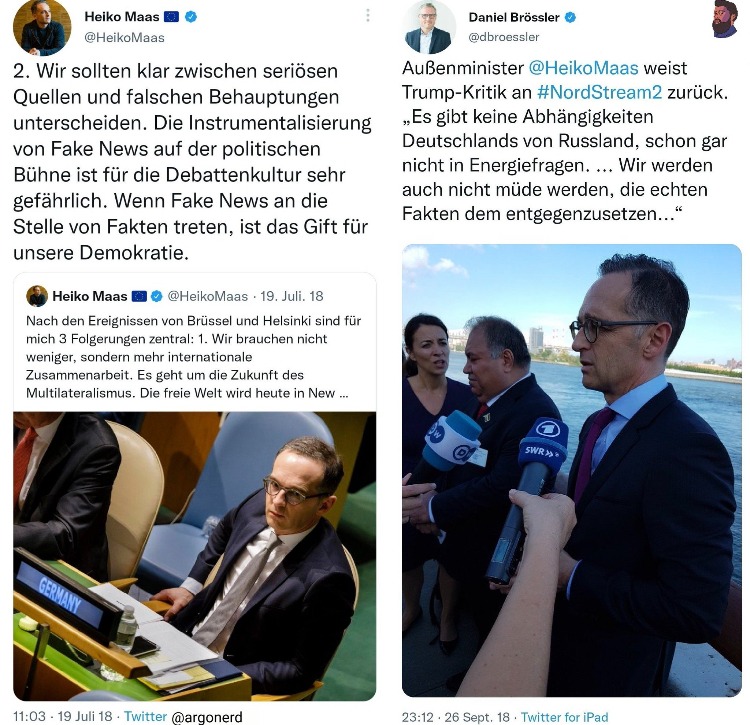 Heiko Maas
@HeikoMaas
2. Wir sollten klar zwischen seriösen
Quellen und falschen Behauptungen
unterscheiden. Die Instrumentalisierung
von Fake News auf der politischen
Bühne ist für die Debattenkultur sehr
gefährlich. Wenn Fake News an die
Stelle von Fakten treten, ist das Gift für
unsere Demokratie.
Heiko Maas @HeikoMaas · 19. Juli. 18
Nach den Ereignissen von Brüssel und Helsinki sind für
mich 3 Folgerungen zentral: 1. Wir brauchen nicht
weniger, sondern mehr internationale
Zusammenarbeit. Es geht um die Zukunft des
Multilateralismus. Die freie Welt wird heute in New ...
GERMANY
11:03 · 19 Juli 18 · Twitter @argonerd
Daniel Brössler
@dbroessler
Außenminister @HeikoMaas weist
Trump-Kritik an #NordStream2 zurück.
„Es gibt keine Abhängigkeiten
Deutschlands von Russland, schon gar
nicht in Energiefragen. … Wir werden
auch nicht müde werden, die echten
Fakten dem entgegenzusetzen…“
DW
SWR»
23:12 · 26 Sept. 18 · Twitter for iPad